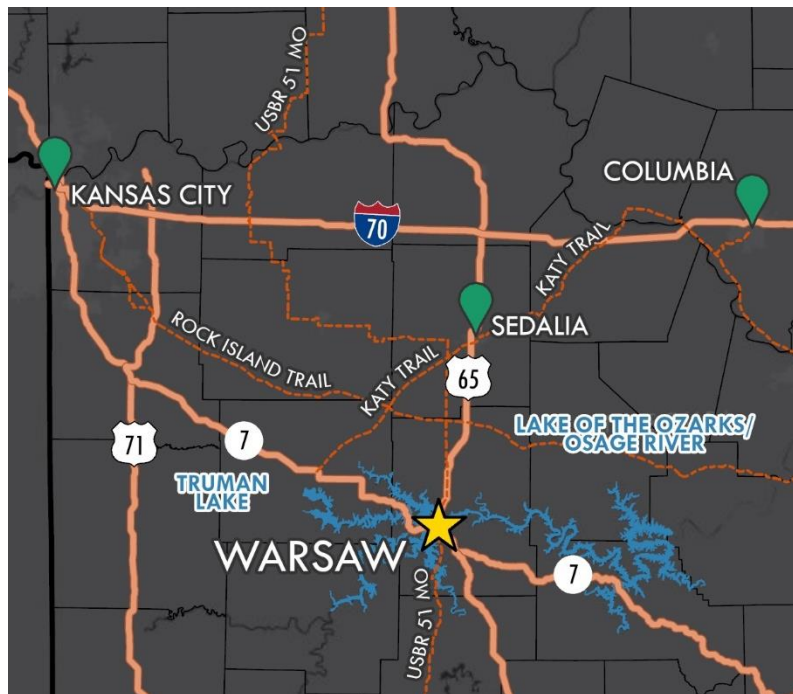 USBR 51 MO
COLUMBIA
KANSAS CITY
70
KATY TRAIL
SEDALIA
ROCK ISLAND TRAIL
KATY TRAIL
65
LAKE OF THE OZARKS/
OSAGE RIVER
71
7
TRUMAN
LAKE
WARSAW
7
USBR 51 MO